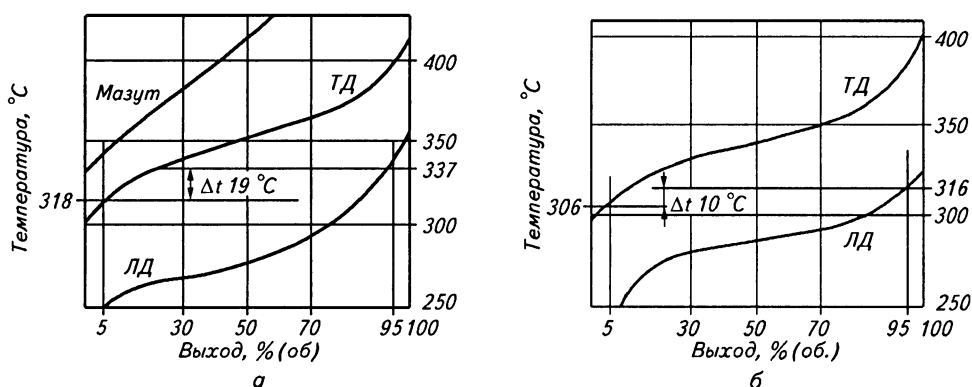 Температура, °С
Мазут
ТД
ЛД
Δt 19 °С
318
400
350
337
300
250
5 30 50 70 95 100
Выход, % (об)
а
Температура, °С
ТД
ЛД
Δt 10 °С
306
400
350
316
300
250
5 30 50 70 95 100
Выход, % (об.)
б